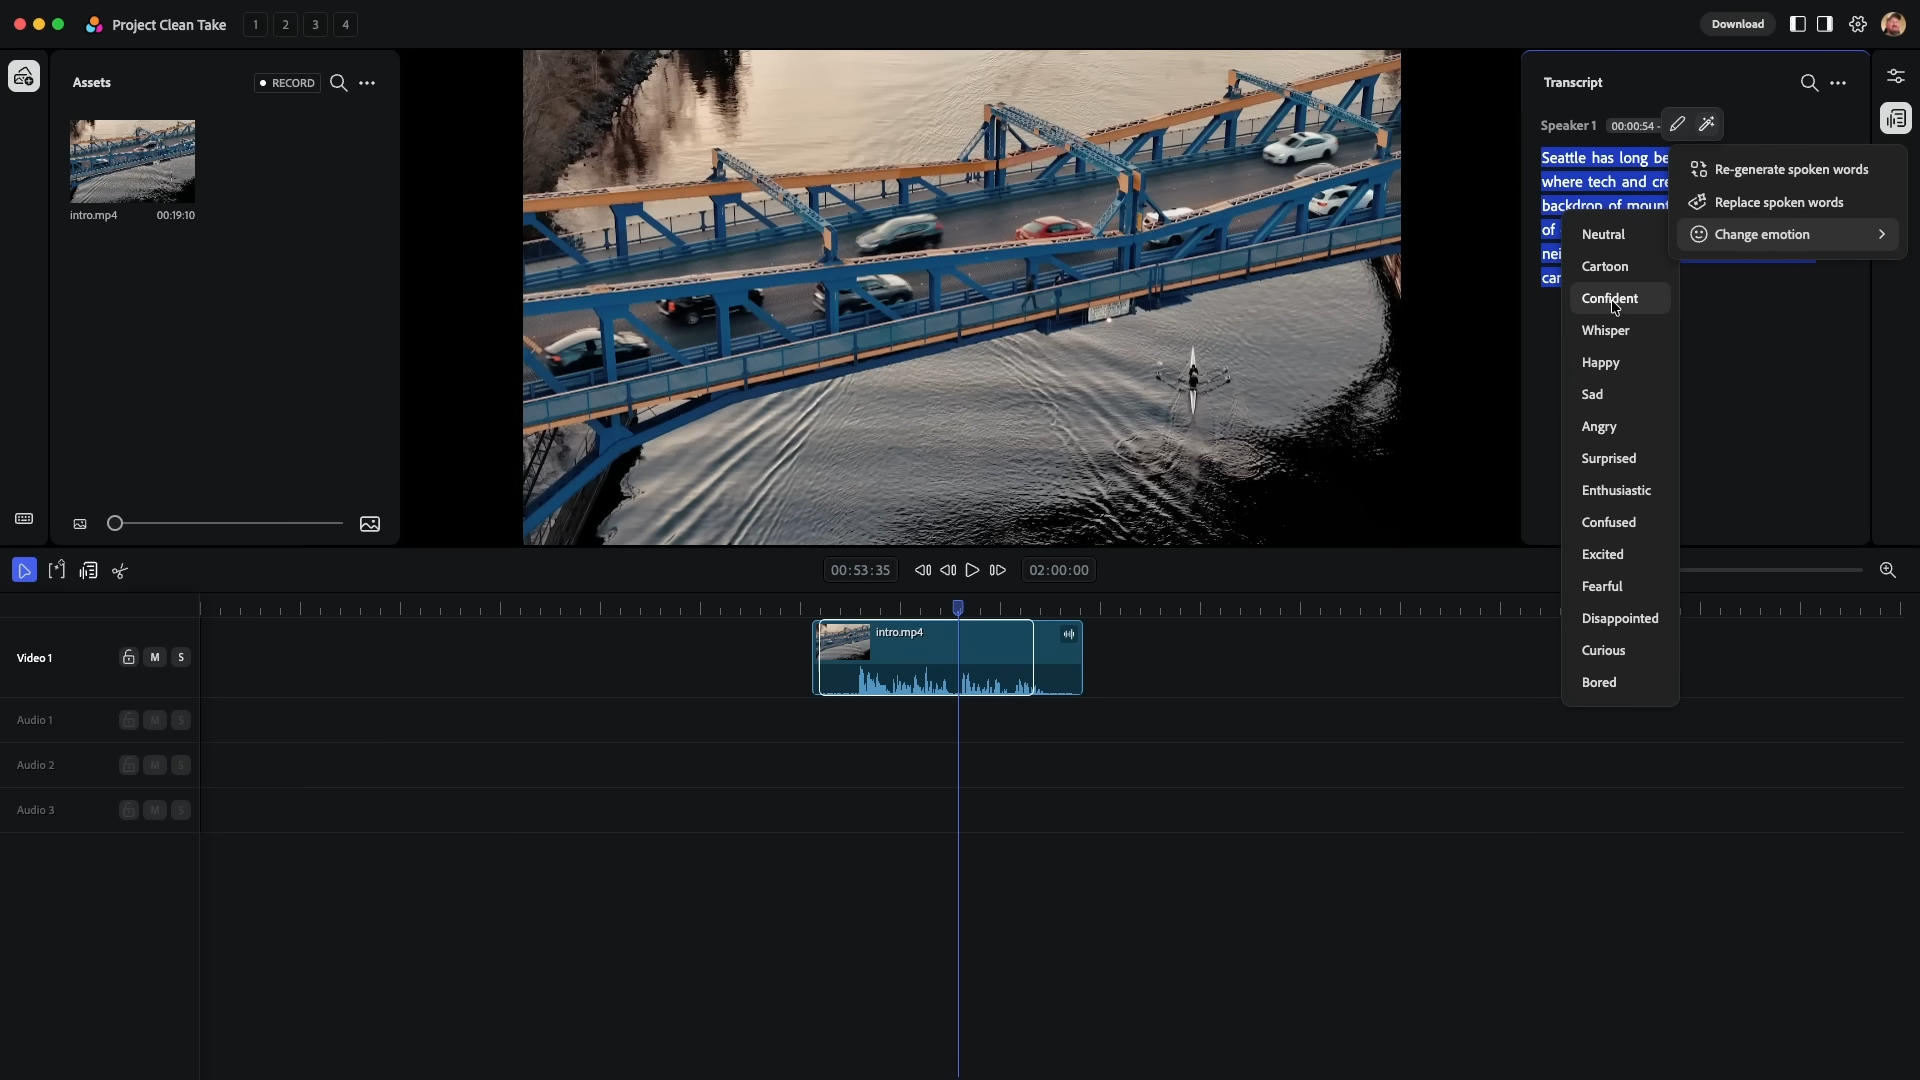 Project Clean Take
1
2
3
4
Download
Assets
RECORD
intro.mp4
00:19:10
Transcript
Speaker 1
00:00:54 -
Seattle has long be
where tech and cre
backdrop of mount
of
nei
car
Re-generate spoken words
Replace spoken words
Change emotion
Neutral
Cartoon
Confident
Whisper
Happy
Sad
Angry
Surprised
Enthusiastic
Confused
Excited
Fearful
Disappointed
Curious
Bored
00:53:35
02:00:00
intro.mp4
Video 1
M
S
Audio 1
M
S
Audio 2
M
S
Audio 3
M
S